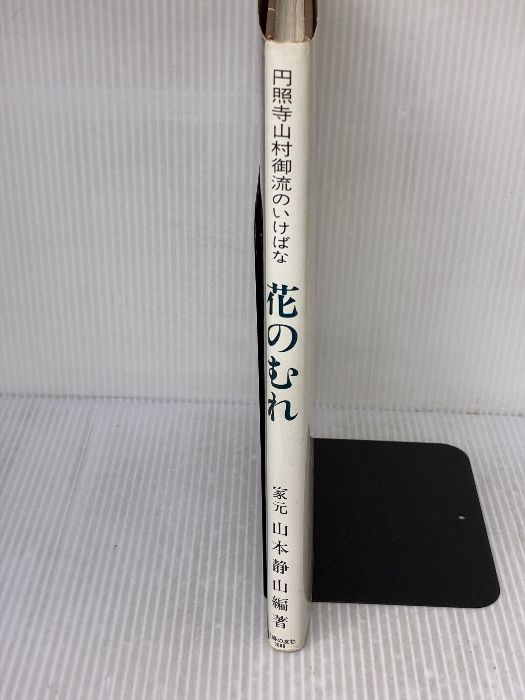 円照寺山村御流のいけばな
花のむれ
家元 山本静山編著